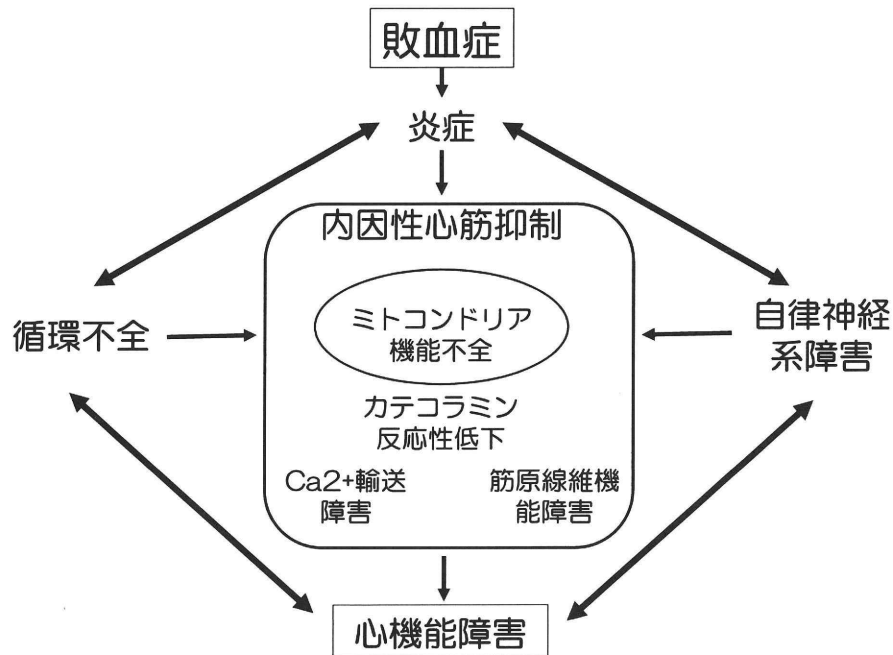 敗血症
炎症
内因性心筋抑制
ミトコンドリア
機能不全
循環不全
自律神経
系障害
カテコラミン
反応性低下
Ca2+輸送
障害
筋原線維機
能障害
心機能障害